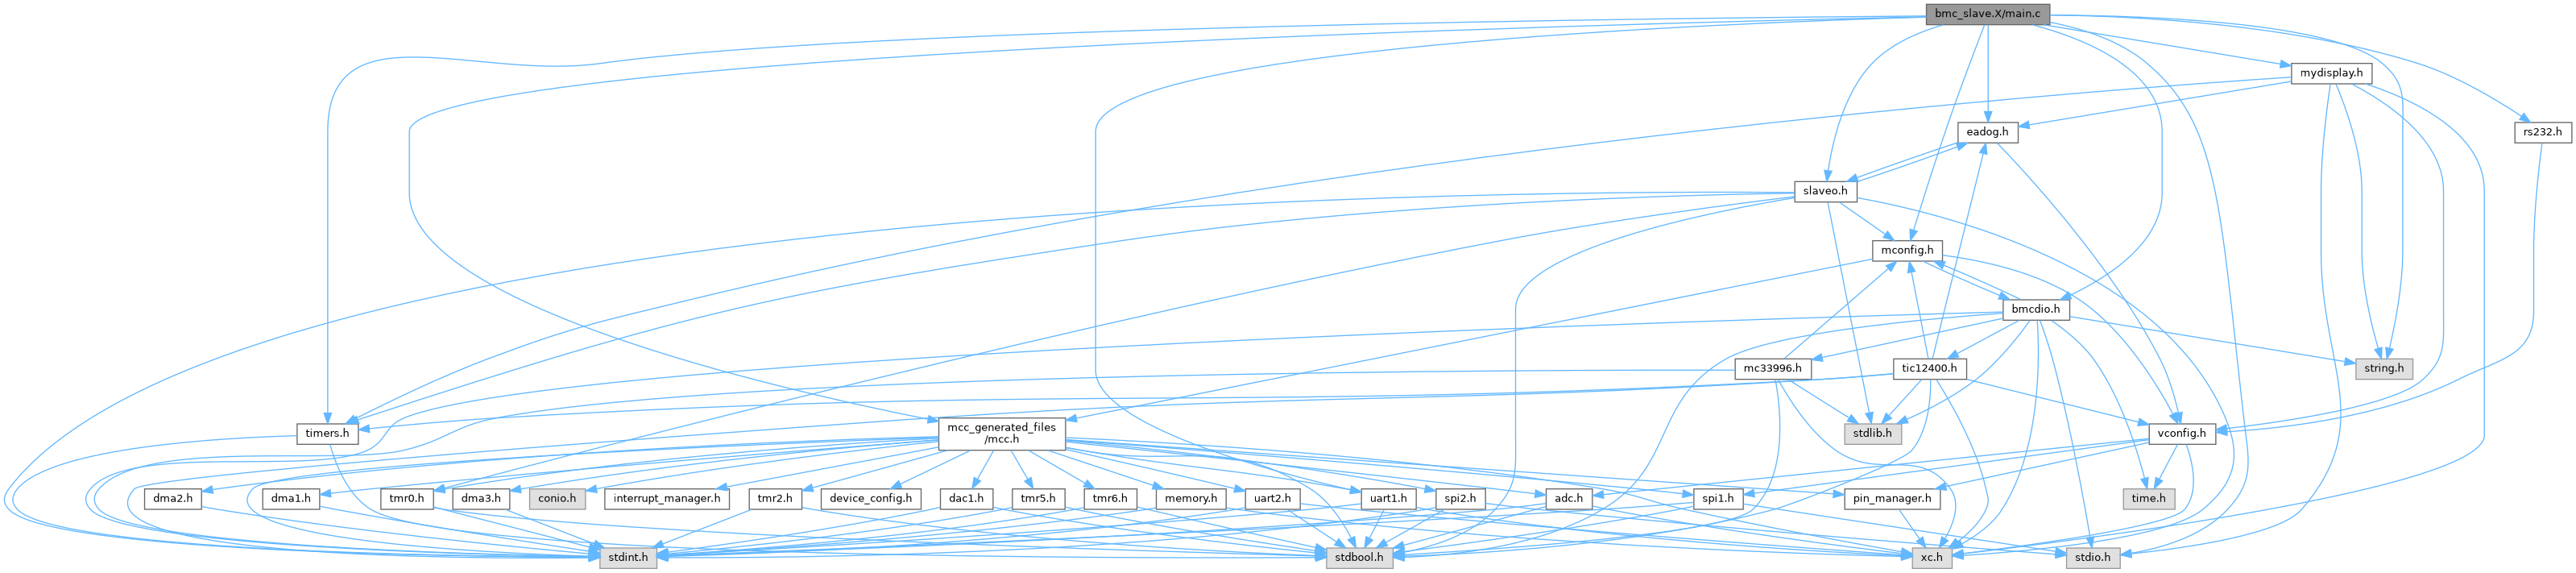 bmc_slave.X/main.c
mydisplay.h
eadog.h
rs232.h
slaveo.h
mconfig.h
bmcdio.h
mc33996.h
tic12400.h
string.h
timers.h
mcc_generated_files
/mcc.h
stdlib.h
vconfig.h
dma2.h
dma1.h
tmr0.h
dma3.h
conio.h
interrupt_manager.h
tmr2.h
device_config.h
dac1.h
tmr5.h
tmr6.h
memory.h
uart2.h
uart1.h
spi2.h
adc.h
spi1.h
pin_manager.h
time.h
stdint.h
stdbool.h
xc.h
stdio.h